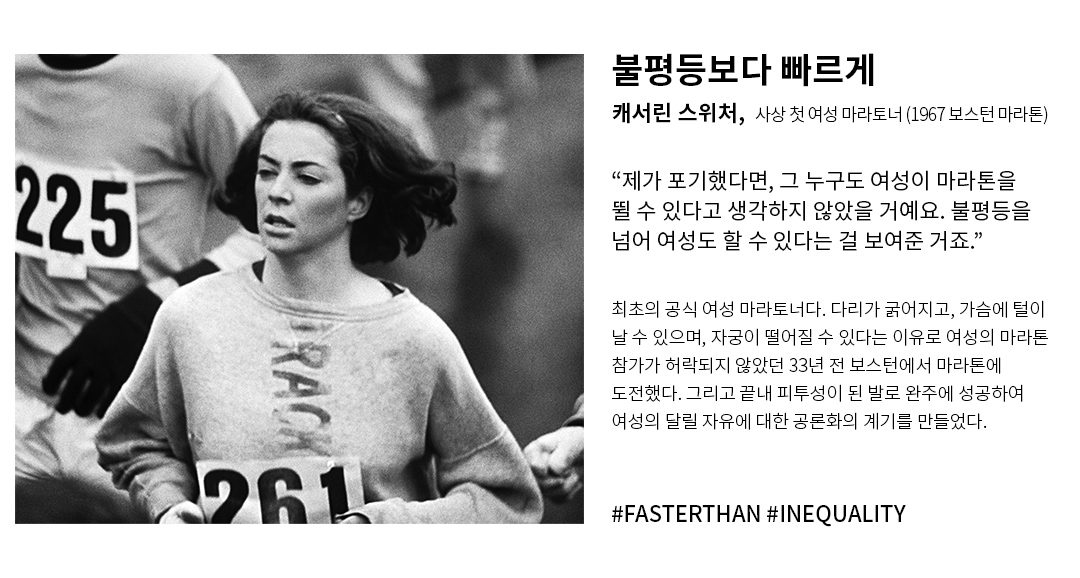 불평등보다 빠르게
캐서린 스위처, 사상 첫 여성 마라토너 (1967 보스턴 마라톤)
“제가 포기했다면, 그 누구도 여성이 마라톤을
뛸 수 있다고 생각하지 않았을 거예요. 불평등을
넘어 여성도 할 수 있다는 걸 보여준 거죠.”
최초의 공식 여성 마라토너다. 다리가 굵어지고, 가슴에 털이
날 수 있으며, 자궁이 떨어질 수 있다는 이유로 여성의 마라톤
참가가 허락되지 않았던 33년 전 보스턴에서 마라톤에
도전했다. 그리고 끝내 피투성이 된 발로 완주에 성공하여
여성의 달릴 자유에 대한 공론화의 계기를 만들었다.
#FASTERTHAN #INEQUALITY
225
TRACK
261